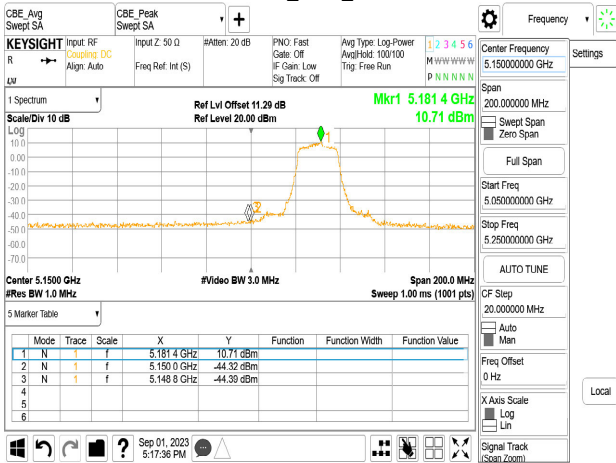 CBE_Avg
Swept SA
CBE_Peak
Swept SA
Frequency
KEYSIGHT
R
Input: RF
Coupling: DC
Align: Auto
Input Z: 50 Ω
Freq Ref: Int (S)
#Atten: 20 dB
PNO: Fast
Gate: Off
IF Gain: Low
Sig Track: Off
Avg Type: Log-Power
Avg|Hold: 100/100
Trig: Free Run
1 2 3 4 5 6
M W W W W W
P N N N N N
1 Spectrum
Scale/Div 10 dB
Ref Lvl Offset 11.29 dB
Ref Level 20.00 dBm
Mkr1 5.181 4 GHz
10.71 dBm
Log
10.0
0.00
-10.0
-20.0
-30.0
-40.0
-50.0
-60.0
-70.0
1
2
Center 5.1500 GHz
#Res BW 1.0 MHz
#Video BW 3.0 MHz
Span 200.0 MHz
Sweep 1.00 ms (1001 pts)
5 Marker Table
Mode Trace Scale X Y Function Function Width Function Value
1 N 1 f 5.181 4 GHz 10.71 dBm
2 N 1 f 5.150 0 GHz -44.32 dBm
3 N 1 f 5.148 8 GHz -44.39 dBm
4
5
6
Sep 01, 2023
5:17:36 PM
Center Frequency
5.150000000 GHz
Span
200.000000 MHz
Swept Span
Zero Span
Full Span
Start Freq
5.050000000 GHz
Stop Freq
5.250000000 GHz
AUTO TUNE
CF Step
20.000000 MHz
Auto
Man
Freq Offset
0 Hz
X Axis Scale
Log
Lin
Signal Track
(Span Zoom)
Settings
Local